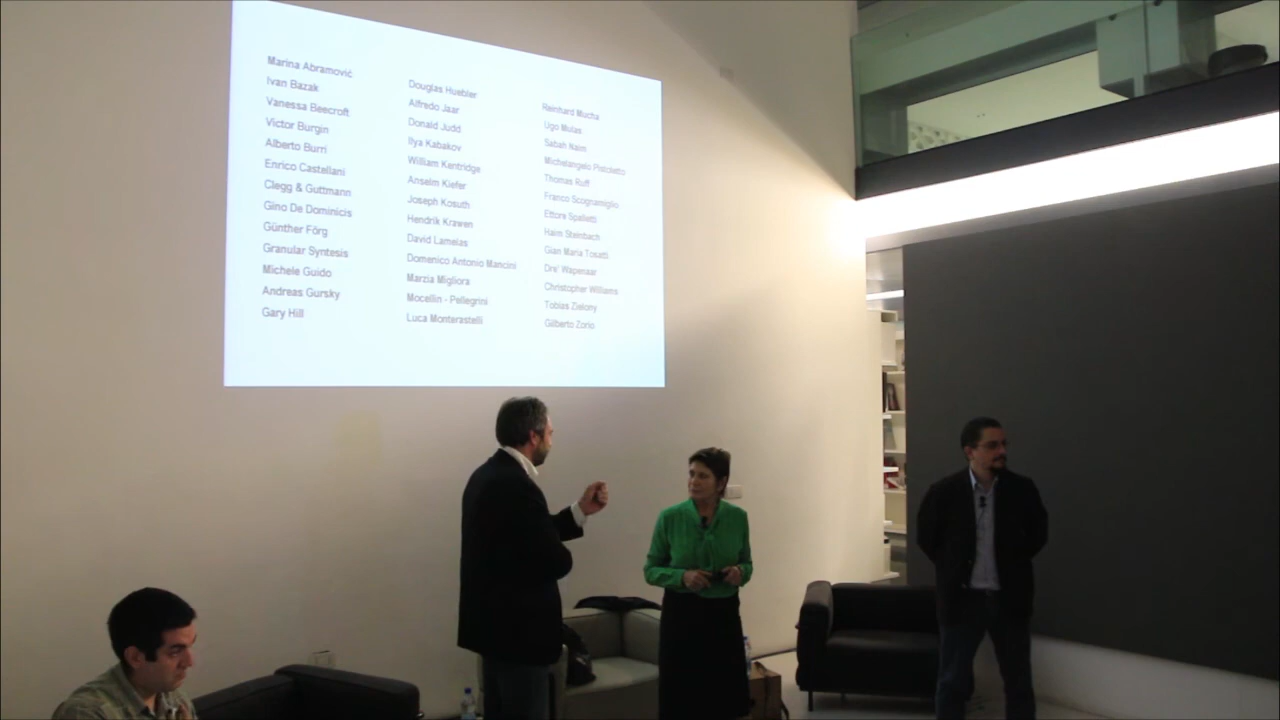 Marina Abramović
Ivan Bazak
Vanessa Beecroft
Victor Burgin
Alberto Burri
Enrico Castellani
Clegg & Guttmann
Gino De Dominicis
Günther Förg
Granular Syntesis
Michele Guido
Andreas Gursky
Gary Hill
Douglas Huebler
Alfredo Jaar
Donald Judd
Ilya Kabakov
William Kentridge
Anselm Kiefer
Joseph Kosuth
Hendrik Krawen
David Lamelas
Domenico Antonio Mancini
Marzia Migliora
Mocellin - Pellegrini
Luca Monterastelli
Reinhard Mucha
Ugo Mulas
Sabah Naim
Michelangelo Pistoletto
Thomas Ruff
Franco Scognamiglio
Ettore Spalletti
Haim Steinbach
Gian Maria Tosatti
Dre' Wapenaar
Christopher Williams
Tobias Zielony
Gilberto Zorio